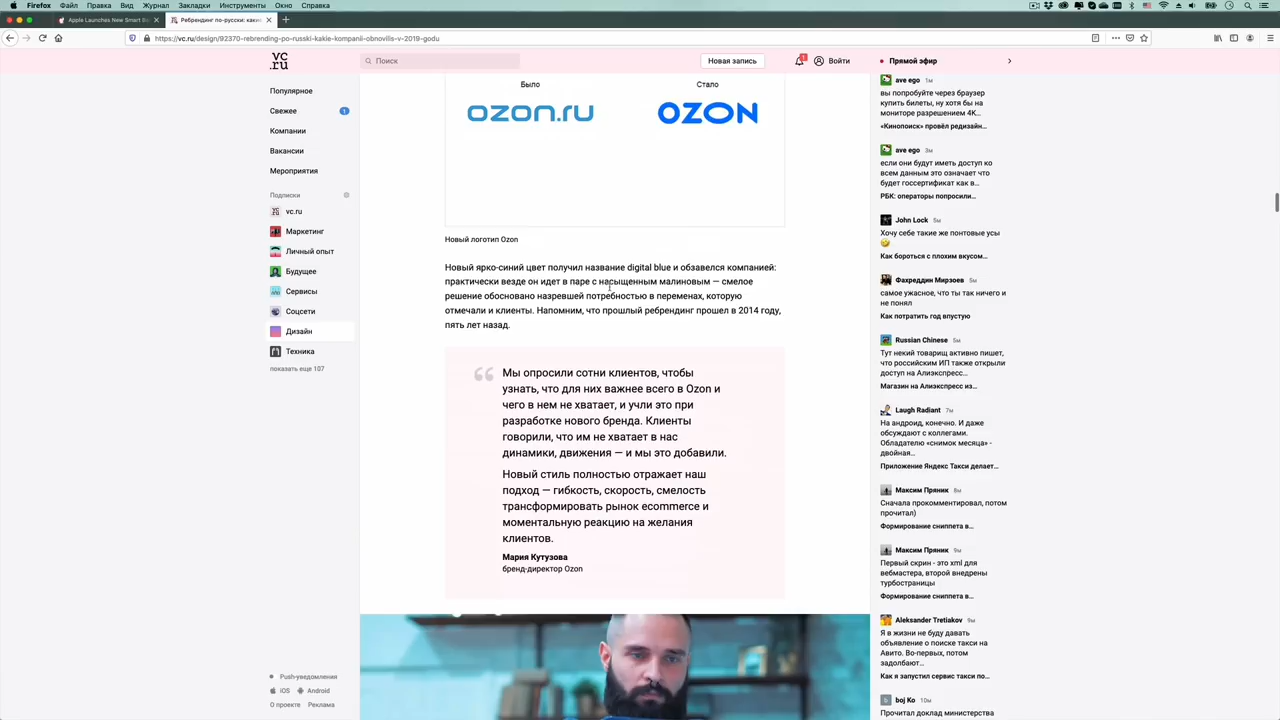 Firefox Файл Правка Вид Журнал Закладки Инструменты Окно Справка
Apple Launches New Smart Ba
Ребрендинг по-русски: какие
https://vc.ru/design/92370-rebrending-po-russki-kakie-kompanii-obnovilis-v-2019-godu
vc.ru
Поиск
Новая запись
1
Войти
Прямой эфир
Популярное
Свежее 1
Компании
Вакансии
Мероприятия
Подписки
vc.ru
Маркетинг
Личный опыт
Будущее
Сервисы
Соцсети
Дизайн
Техника
показать еще 107
Push-уведомления
iOS Android
О проекте Реклама
Было Стало
ozon.ru OZON
Новый логотип Ozon
Новый ярко-синий цвет получил название digital blue и обзавелся компанией:
практически везде он идет в паре с насыщенным малиновым — смелое
решение обосновано назревшей потребностью в переменах, которую
отмечали и клиенты. Напомним, что прошлый ребрендинг прошел в 2014 году,
пять лет назад.
Мы опросили сотни клиентов, чтобы
узнать, что для них важнее всего в Ozon и
чего в нем не хватает, и учли это при
разработке нового бренда. Клиенты
говорили, что им не хватает в нас
динамики, движения — и мы это добавили.
Новый стиль полностью отражает наш
подход — гибкость, скорость, смелость
трансформировать рынок ecommerce и
моментальную реакцию на желания
клиентов.
Мария Кутузова
бренд-директор Ozon
ave ego 1м
вы попробуйте через браузер
купить билеты, ну хотя бы на
мониторе разрешением 4K...
«Кинопоиск» провёл редизайн...
ave ego 3м
если они будут иметь доступ ко
всем данным это означает что
будет госсертификат как в...
РБК: операторы попросили...
John Lock 5м
Хочу себе такие же понтовые усы
Как бороться с плохим вкусом...
Фахреддин Мирзоев 5м
самое ужасное, что ты так ничего и
не понял
Как потратить год впустую
Russian Chinese 5м
Тут некий товарищ активно пишет,
что российским ИП также открыли
доступ на Алиэкспресс...
Магазин на Алиэкспресс из...
Laugh Radiant 7м
На андроид, конечно. И даже
обсуждают с коллегами.
Обладателю «снимок месяца» -
двойная...
Приложение Яндекс Такси делает...
Максим Пряник 8м
Сначала прокомментировал, потом
прочитал)
Формирование сниппета в...
Максим Пряник 9м
Первый скрин - это xml для
вебмастера, второй внедрены
турбостраницы
Формирование сниппета в...
Aleksander Tretiakov 9м
Я в жизни не буду давать
объявление о поиске такси на
Авито. Во-первых, потом
задолбают...
Как я запустил сервис такси по...
boj Ko 10м
Прочитал доклад министерства